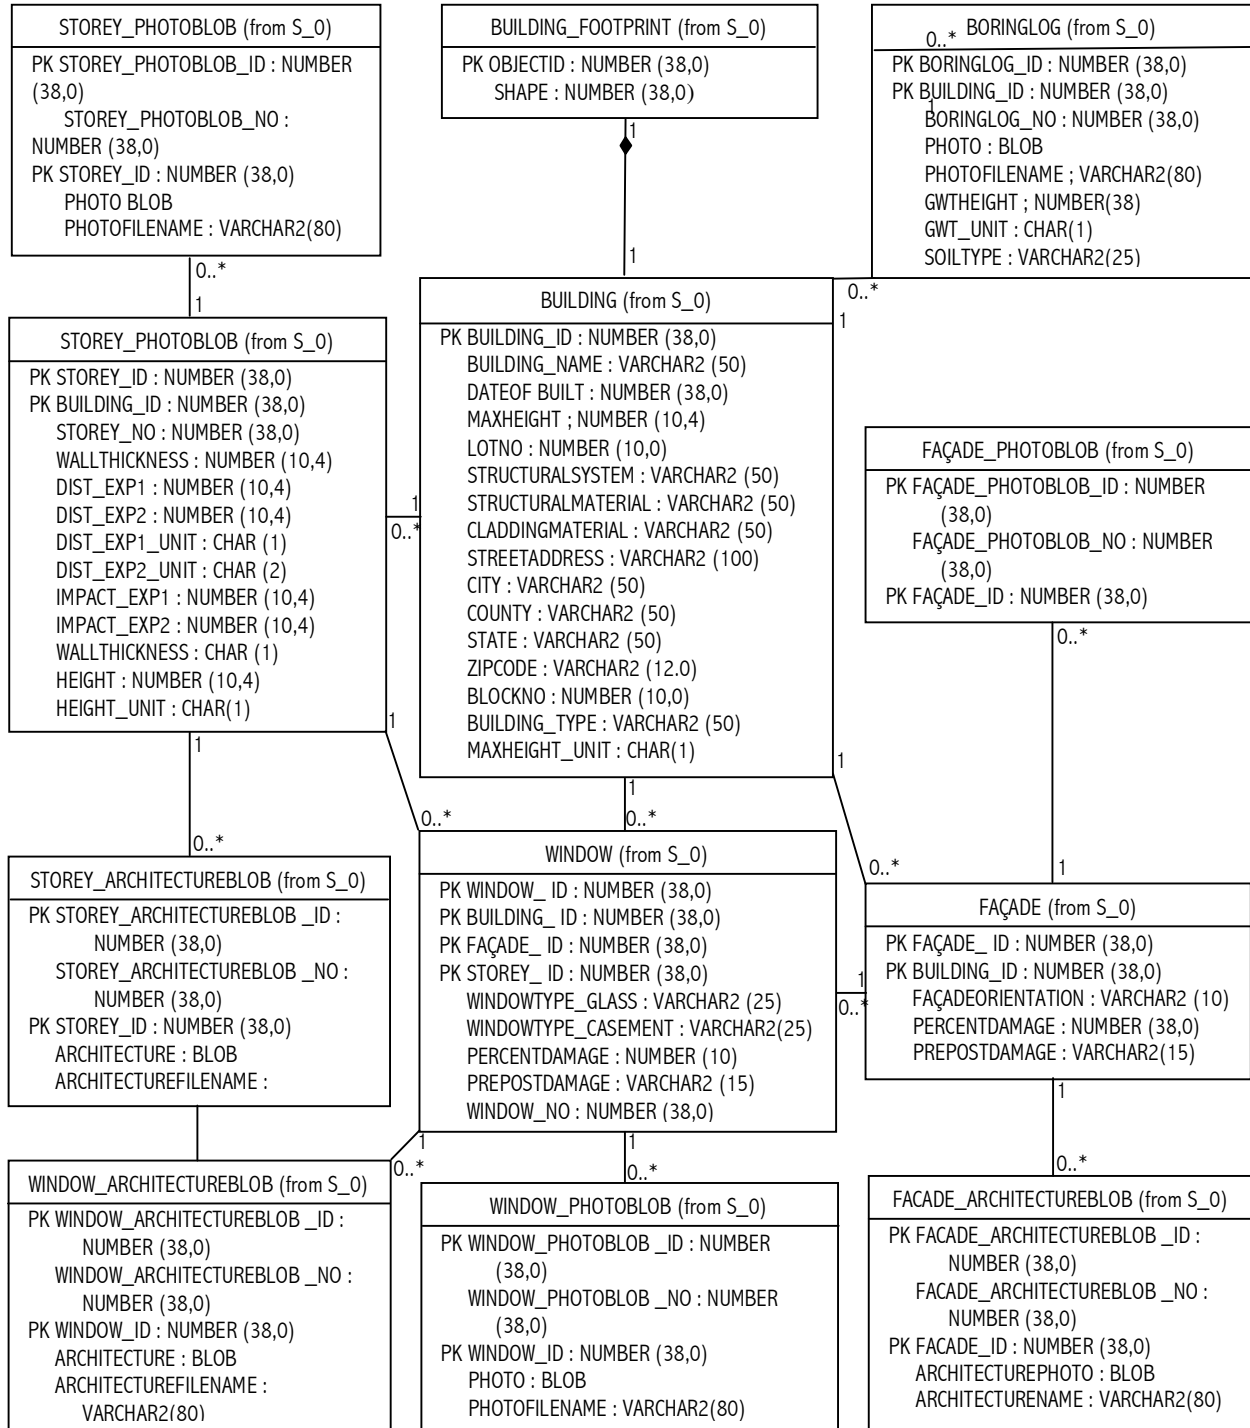 STOREY_PHOTOBLOB (from S_0)
PK STOREY_PHOTOBLOB_ID : NUMBER
(38,0)
STOREY_PHOTOBLOB_NO :
NUMBER (38,0)
PK STOREY_ID : NUMBER (38,0)
PHOTO BLOB
PHOTOFILENAME : VARCHAR2(80)
0..*
1
BUILDING_FOOTPRINT (from S_0)
PK OBJECTID : NUMBER (38,0)
SHAPE : NUMBER (38,0)
1
1
0..*
BORINGLOG (from S_0)
PK BORINGLOG_ID : NUMBER (38,0)
PK BUILDING_ID : NUMBER (38,0)
1
BORINGLOG_NO : NUMBER (38,0)
PHOTO : BLOB
PHOTOFILENAME ; VARCHAR2(80)
GWTHEIGHT ; NUMBER(38)
GWT_UNIT : CHAR(1)
SOILTYPE : VARCHAR2(25)
0..*
1
STOREY_PHOTOBLOB (from S_0)
PK STOREY_ID : NUMBER (38,0)
PK BUILDING_ID : NUMBER (38,0)
STOREY_NO : NUMBER (38,0)
WALLTHICKNESS : NUMBER (10,4)
DIST_EXP1 : NUMBER (10,4)
DIST_EXP2 : NUMBER (10,4)
DIST_EXP1_UNIT : CHAR (1)
DIST_EXP2_UNIT : CHAR (2)
IMPACT_EXP1 : NUMBER (10,4)
IMPACT_EXP2 : NUMBER (10,4)
WALLTHICKNESS : CHAR (1)
HEIGHT : NUMBER (10,4)
HEIGHT_UNIT : CHAR(1)
1
0..*
1
1
0..*
0..*
BUILDING (from S_0)
PK BUILDING_ID : NUMBER (38,0)
BUILDING_NAME : VARCHAR2 (50)
DATEOF BUILT : NUMBER (38,0)
MAXHEIGHT ; NUMBER (10,4)
LOTNO : NUMBER (10,0)
STRUCTURALSYSTEM : VARCHAR2 (50)
STRUCTURALMATERIAL : VARCHAR2 (50)
CLADDINGMATERIAL : VARCHAR2 (50)
STREETADDRESS : VARCHAR2 (100)
CITY : VARCHAR2 (50)
COUNTY : VARCHAR2 (50)
STATE : VARCHAR2 (50)
ZIPCODE : VARCHAR2 (12.0)
BLOCKNO : NUMBER (10,0)
BUILDING_TYPE : VARCHAR2 (50)
MAXHEIGHT_UNIT : CHAR(1)
1
0..*
1
0..*
FAÇADE_PHOTOBLOB (from S_0)
PK FAÇADE_PHOTOBLOB_ID : NUMBER
(38,0)
FAÇADE_PHOTOBLOB_NO : NUMBER
(38,0)
PK FAÇADE_ID : NUMBER (38,0)
0..*
1
STOREY_ARCHITECTUREBLOB (from S_0)
PK STOREY_ARCHITECTUREBLOB _ID :
NUMBER (38,0)
STOREY_ARCHITECTUREBLOB _NO :
NUMBER (38,0)
PK STOREY_ID : NUMBER (38,0)
ARCHITECTURE : BLOB
ARCHITECTUREFILENAME :
WINDOW (from S_0)
PK WINDOW_ ID : NUMBER (38,0)
PK BUILDING_ ID : NUMBER (38,0)
PK FAÇADE_ ID : NUMBER (38,0)
PK STOREY_ ID : NUMBER (38,0)
WINDOWTYPE_GLASS : VARCHAR2 (25)
WINDOWTYPE_CASEMENT : VARCHAR2(25)
PERCENTDAMAGE : NUMBER (10)
PREPOSTDAMAGE : VARCHAR2 (15)
WINDOW_NO : NUMBER (38,0)
1
0..*
FAÇADE (from S_0)
PK FAÇADE_ ID : NUMBER (38,0)
PK BUILDING_ID : NUMBER (38,0)
FAÇADEORIENTATION : VARCHAR2 (10)
PERCENTDAMAGE : NUMBER (38,0)
PREPOSTDAMAGE : VARCHAR2(15)
1
0..*
1
0..*
1
0..*
WINDOW_ARCHITECTUREBLOB (from S_0)
PK WINDOW_ARCHITECTUREBLOB _ID :
NUMBER (38,0)
WINDOW_ARCHITECTUREBLOB _NO :
NUMBER (38,0)
PK WINDOW_ID : NUMBER (38,0)
ARCHITECTURE : BLOB
ARCHITECTUREFILENAME :
VARCHAR2(80)
WINDOW_PHOTOBLOB (from S_0)
PK WINDOW_PHOTOBLOB _ID : NUMBER
(38,0)
WINDOW_PHOTOBLOB _NO : NUMBER
(38,0)
PK WINDOW_ID : NUMBER (38,0)
PHOTO : BLOB
PHOTOFILENAME : VARCHAR2(80)
FACADE_ARCHITECTUREBLOB (from S_0)
PK FACADE_ARCHITECTUREBLOB _ID :
NUMBER (38,0)
FACADE_ARCHITECTUREBLOB _NO :
NUMBER (38,0)
PK FACADE_ID : NUMBER (38,0)
ARCHITECTUREPHOTO : BLOB
ARCHITECTURENAME : VARCHAR2(80)